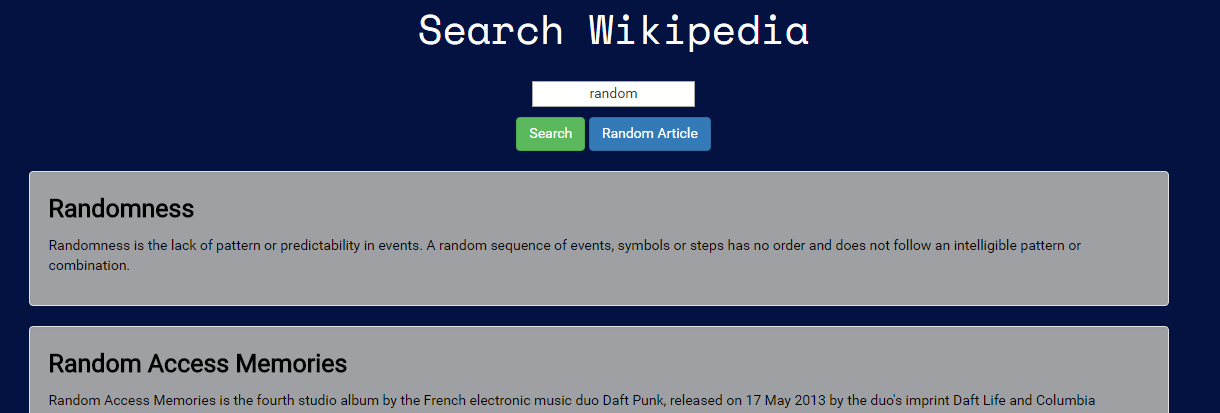 Search Wikipedia
random
Search Random Article
Randomness
Randomness is the lack of pattern or predictability in events. A random sequence of events, symbols or steps has no order and does not follow an intelligible pattern or
combination.
Random Access Memories
Random Access Memories is the fourth studio album by the French electronic music duo Daft Punk, released on 17 May 2013 by the duo's imprint Daft Life and Columbia